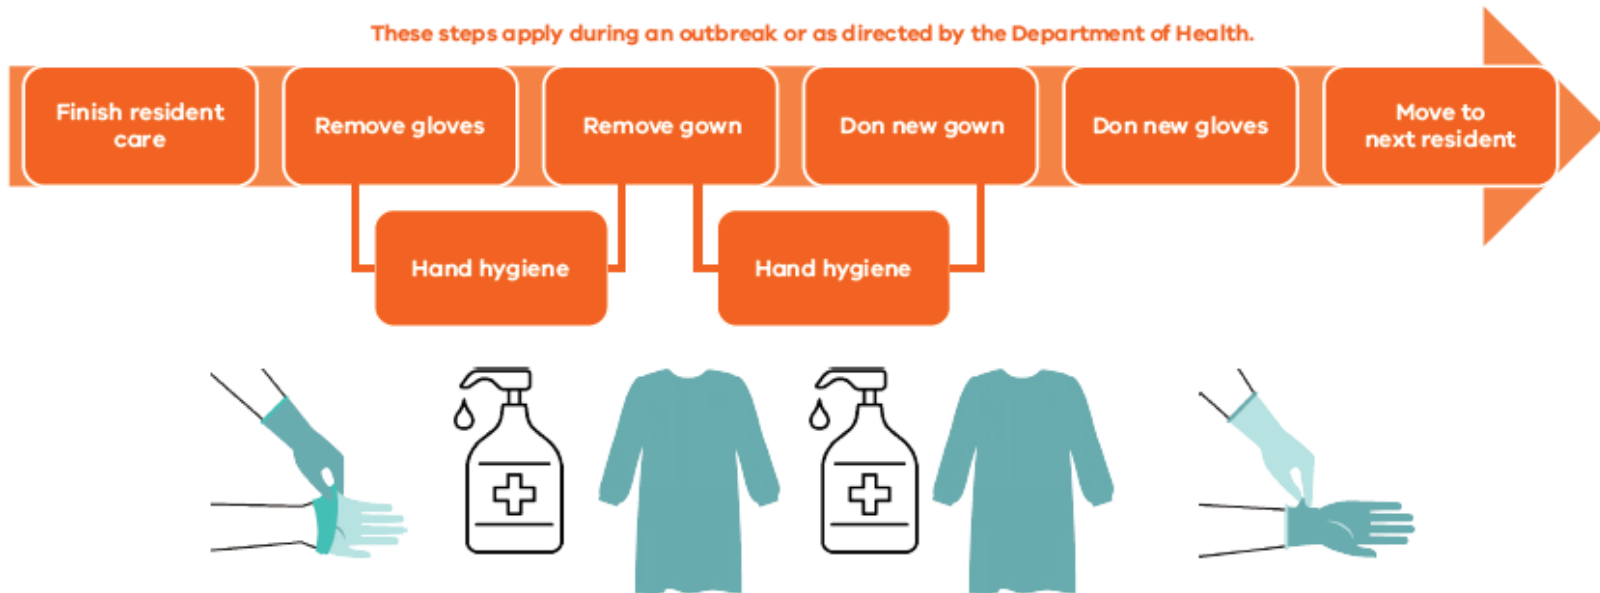 These steps apply during an outbreak or as directed by the Department of Health.
Finish resident
care
Remove gloves
Remove gown
Don new gown
Don new gloves
Move to
next resident
Hand hygiene
Hand hygiene